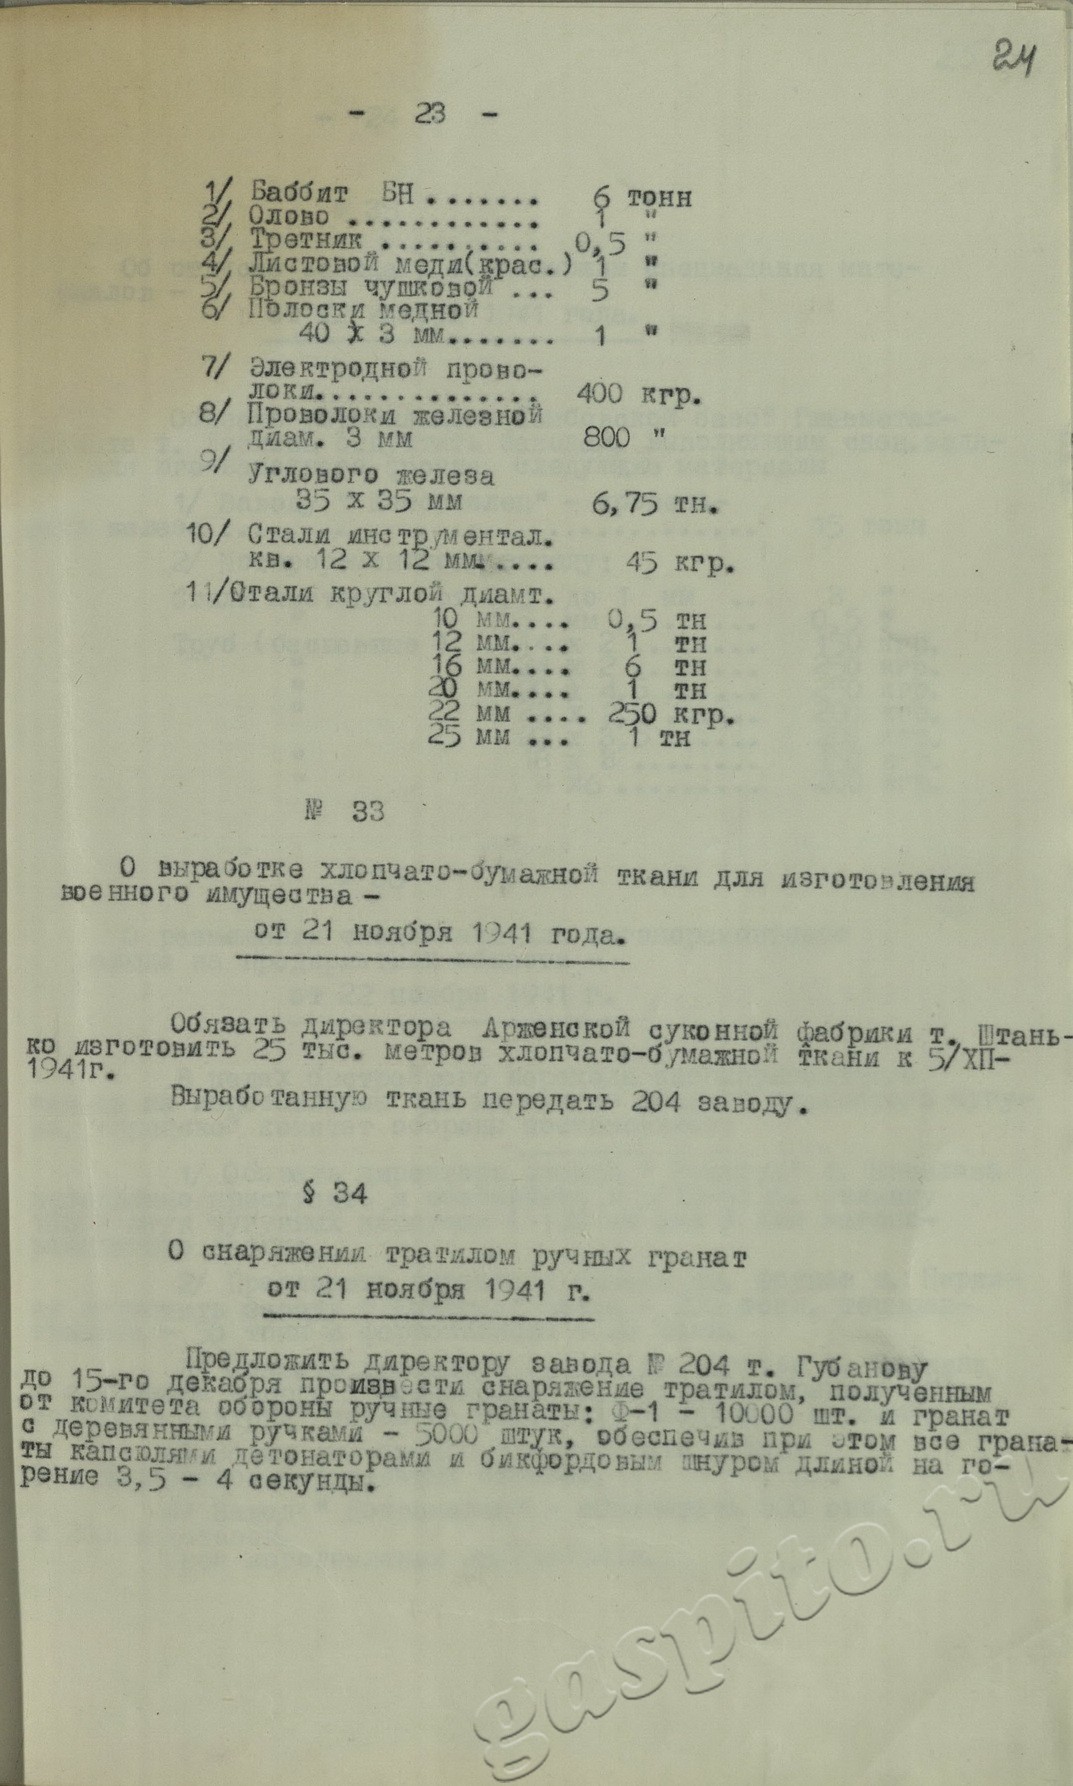 24
- 23 -
1/ Баббит БН ....... 6 тонн
2/ Олово ............ 1 "
3/ Третник .......... 0,5 "
4/ Листовой меди(крас.) 1 "
5/ Бронзы чушковой ... 5 "
6/ Полоски медной
40 х 3 мм....... 1 "
7/ Электродной прово-
локи.............. 400 кгр.
8/ Проволоки железной
диам. 3 мм 800 "
9/ Углового железа
35 х 35 мм 6,75 тн.
10/ Стали инструментал.
кв. 12 х 12 мм..... 45 кгр.
11/Стали круглой диамт.
10 мм.... 0,5 тн
12 мм.... 1 тн
16 мм.... 6 тн
20 мм.... 1 тн
22 мм .... 250 кгр.
25 мм ... 1 тн
№ 33
О выработке хлопчато-бумажной ткани для изготовления
военного имущества -
от 21 ноября 1941 года.
Обязать директора Арженской суконной фабрики т. Штань-
ко изготовить 25 тыс. метров хлопчато-бумажной ткани к 5/ХП-
1941г.
Выработанную ткань передать 204 заводу.
§ 34
О снаряжении тратилом ручных гранат
от 21 ноября 1941 г.
Предложить директору завода № 204 т. Губанову
до 15-го декабря произвести снаряжение тратилом, полученным
от комитета обороны ручные гранаты: Ф-1 - 10000 шт. и гранат
с деревянными ручками - 5000 штук, обеспечив при этом все грана-
ты капсюлями детонаторами и бикфордовым шнуром длиной на го-
рение 3,5 - 4 секунды.
gaspito.ru